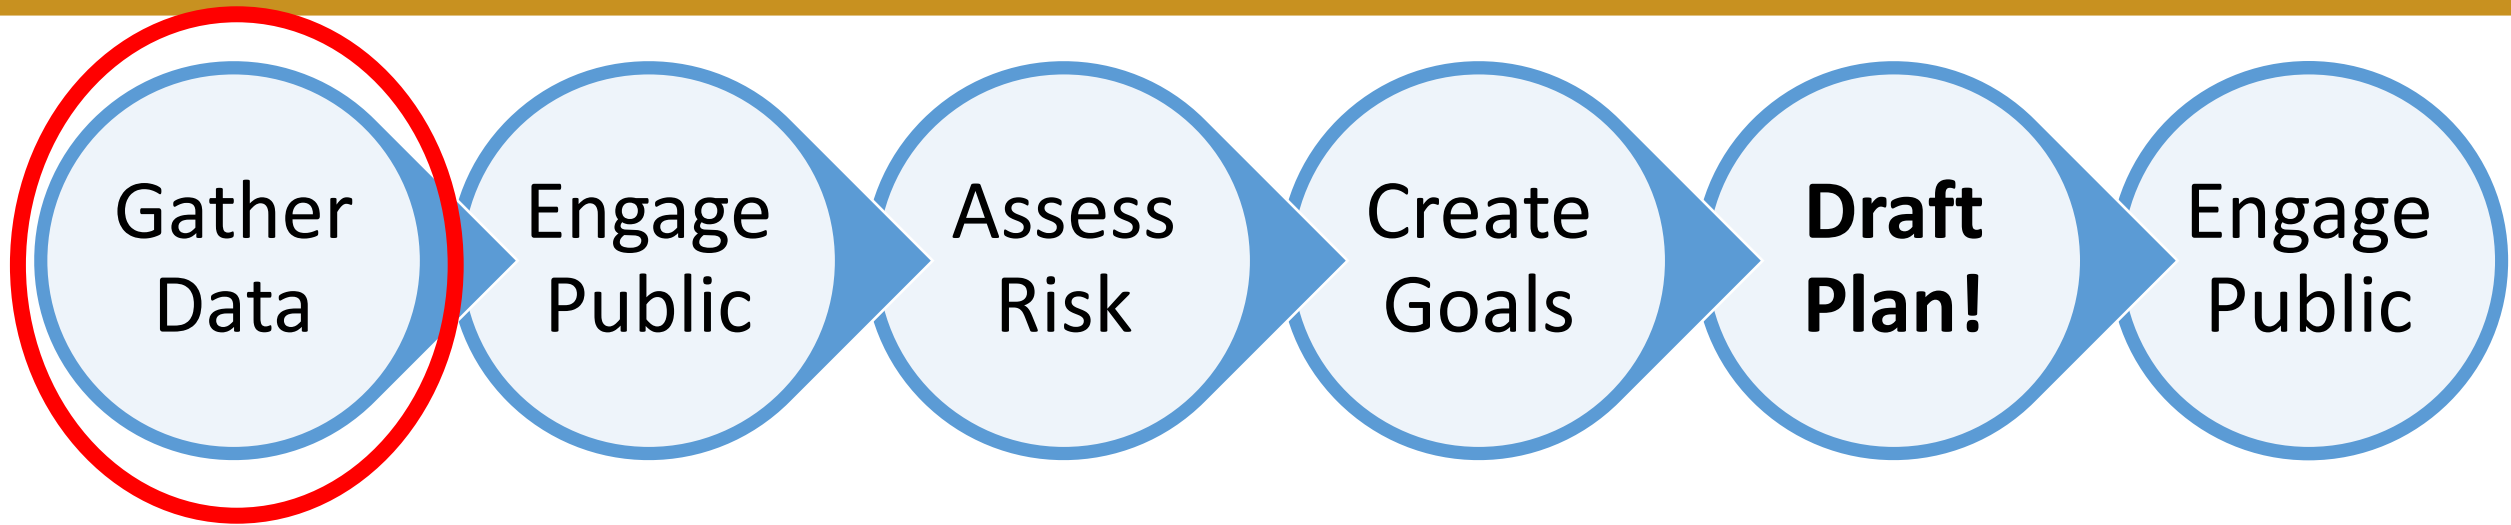 Gather
Data
Engage
Public
Assess
Risk
Create
Goals
Draft
Plan!
Engage
Public